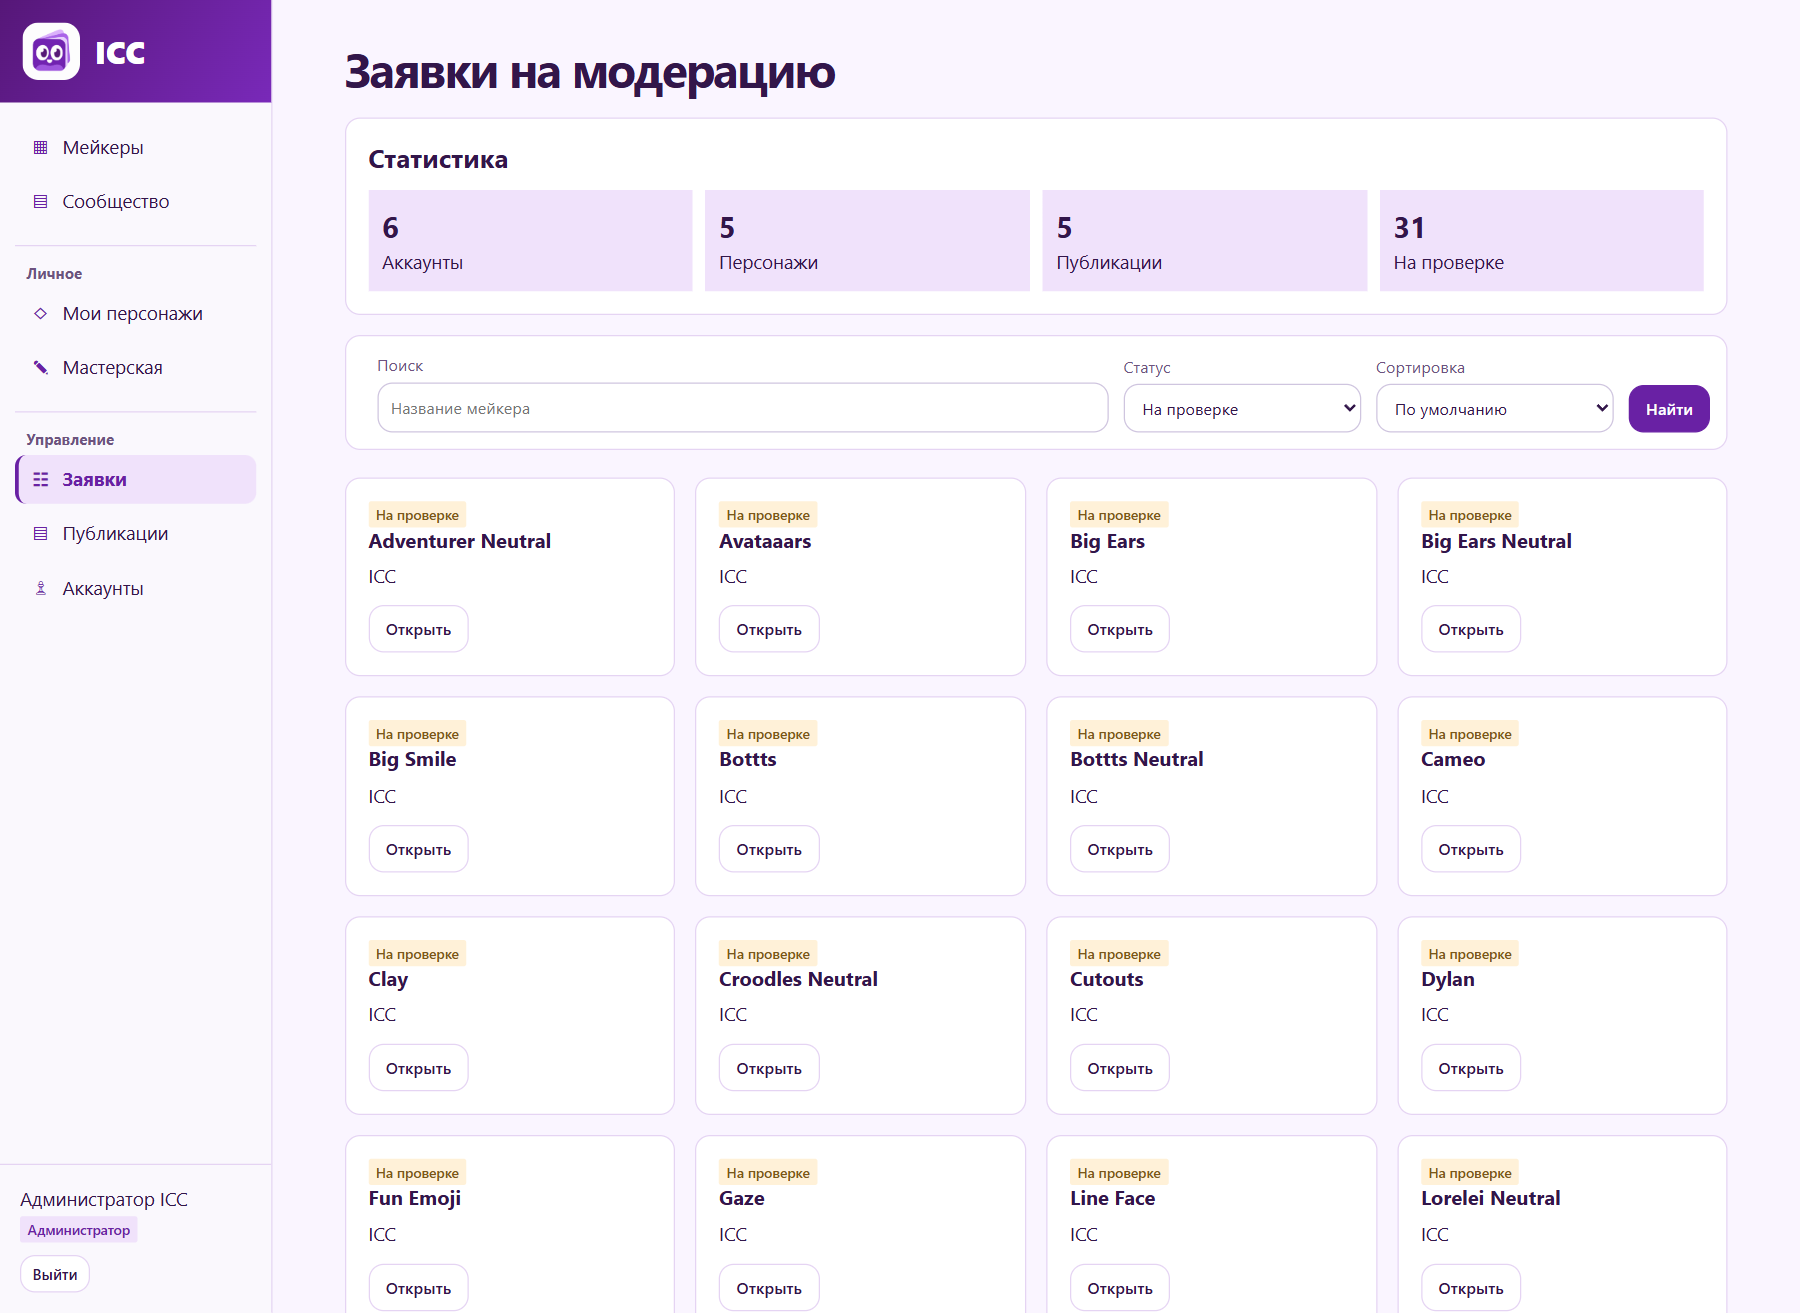 ICC
Мейкеры
Сообщество
Личное
Мои персонажи
Мастерская
Управление
Заявки
Публикации
Аккаунты
Администратор ICC
Администратор
Выйти
Заявки на модерацию
Статистика
6
Аккаунты
5
Персонажи
5
Публикации
31
На проверке
Поиск
Название мейкера
Статус
На проверке
Сортировка
По умолчанию
Найти
На проверке
Adventurer Neutral
ICC
Открыть
На проверке
Avataaars
ICC
Открыть
На проверке
Big Ears
ICC
Открыть
На проверке
Big Ears Neutral
ICC
Открыть
На проверке
Big Smile
ICC
Открыть
На проверке
Bottts
ICC
Открыть
На проверке
Bottts Neutral
ICC
Открыть
На проверке
Cameo
ICC
Открыть
На проверке
Clay
ICC
Открыть
На проверке
Croodles Neutral
ICC
Открыть
На проверке
Cutouts
ICC
Открыть
На проверке
Dylan
ICC
Открыть
На проверке
Fun Emoji
ICC
Открыть
На проверке
Gaze
ICC
Открыть
На проверке
Line Face
ICC
Открыть
На проверке
Lorelei Neutral
ICC
Открыть